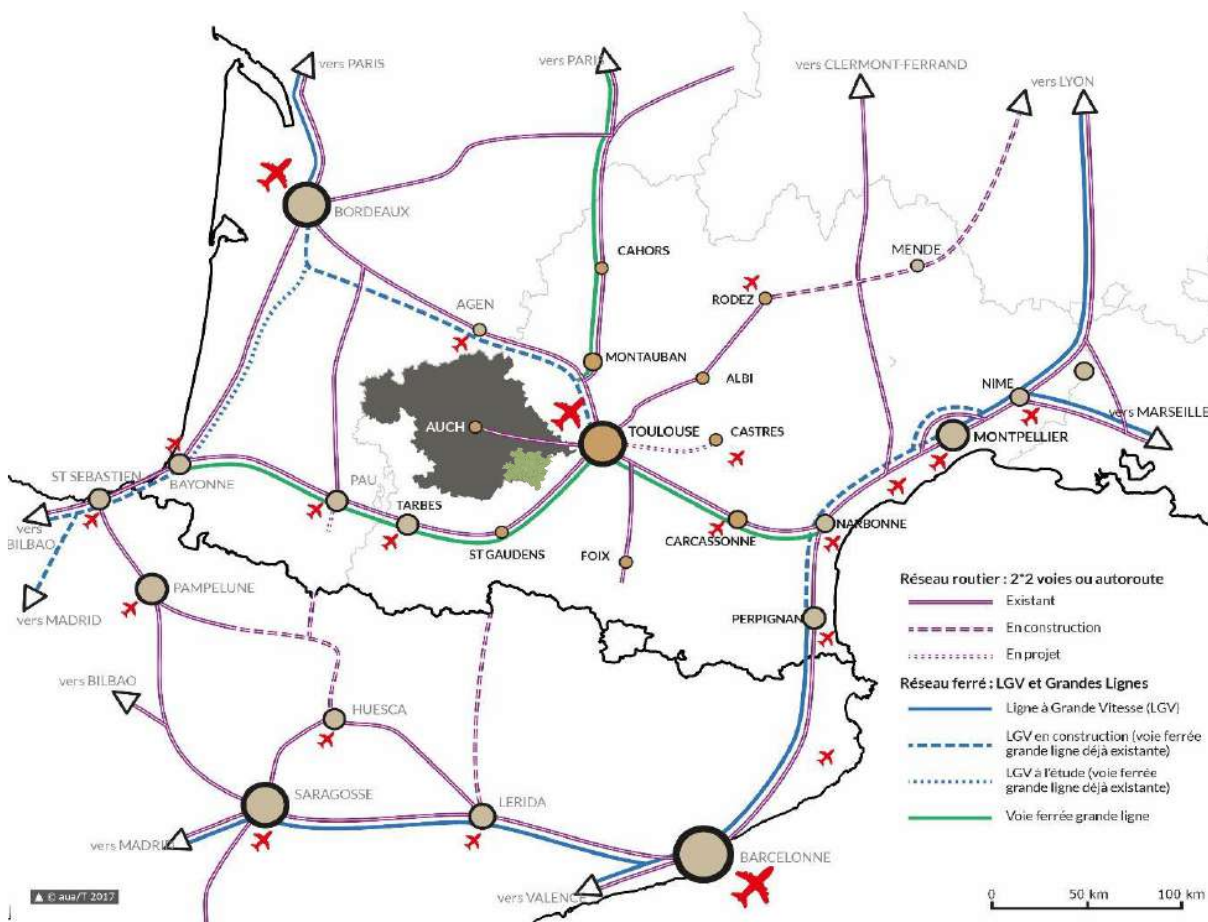 vers PARIS
vers PARIS
vers CLERMONT-FERRAND
vers LYON
BORDEAUX
CAHORS
MENDE
RODEZ
AGEN
MONTAUBAN
ALBI
NIME
vers MARSEILLE
AUCH
TOULOUSE
CASTRES
MONTPELLIER
ST SEBASTIEN
BAYONNE
PAU
TARBES
vers
BILBAO
ST GAUDENS
FOIX
CARCASSONNE
NARBONNE
PAMPELUNE
vers MADRID
PERPIGNAN
vers BILBAO
HUESCA
SARAGOSSE
LERIDA
vers MADRID
BARCELONNE
vers VALENCE
Réseau routier : 2*2 voies ou autoroute
Existant
En construction
En projet
Réseau ferré : LGV et Grandes Lignes
Ligne à Grande Vitesse (LGV)
LGV en construction (voie ferrée
grande ligne déjà existante)
LGV à l'étude (voie ferrée
grande ligne déjà existante)
Voie ferrée grande ligne
0 50 km 100 km
© aua/T 2017